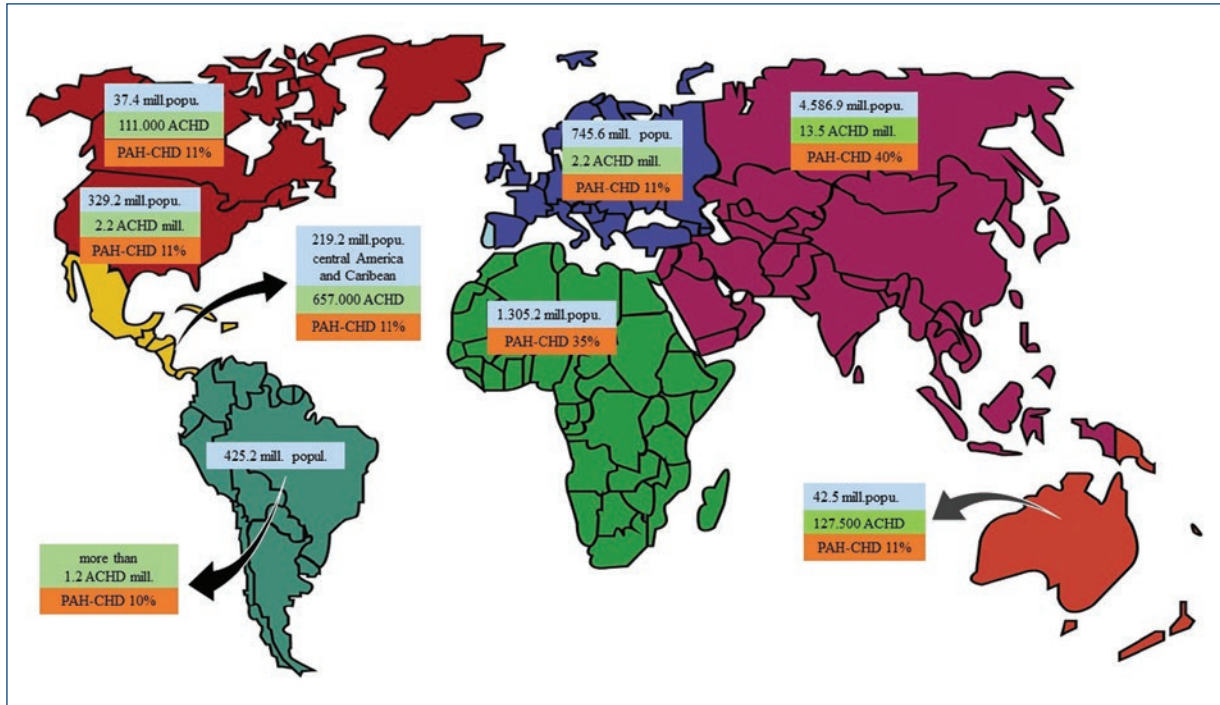 37.4 mill.popu.
111.000 ACHD
PAH-CHD 11%
329.2 mill.popu.
2.2 ACHD mill.
PAH-CHD 11%
219.2 mill.popu.
central America
and Caribean
657.000 ACHD
PAH-CHD 11%
425.2 mill. popul.
more than
1.2 ACHD mill.
PAH-CHD 10%
745.6 mill. popu.
2.2 ACHD mill.
PAH-CHD 11%
1.305.2 mill.popu.
PAH-CHD 35%
4.586.9 mill.popu.
13.5 ACHD mill.
PAH-CHD 40%
42.5 mill.popu.
127.500 ACHD
PAH-CHD 11%